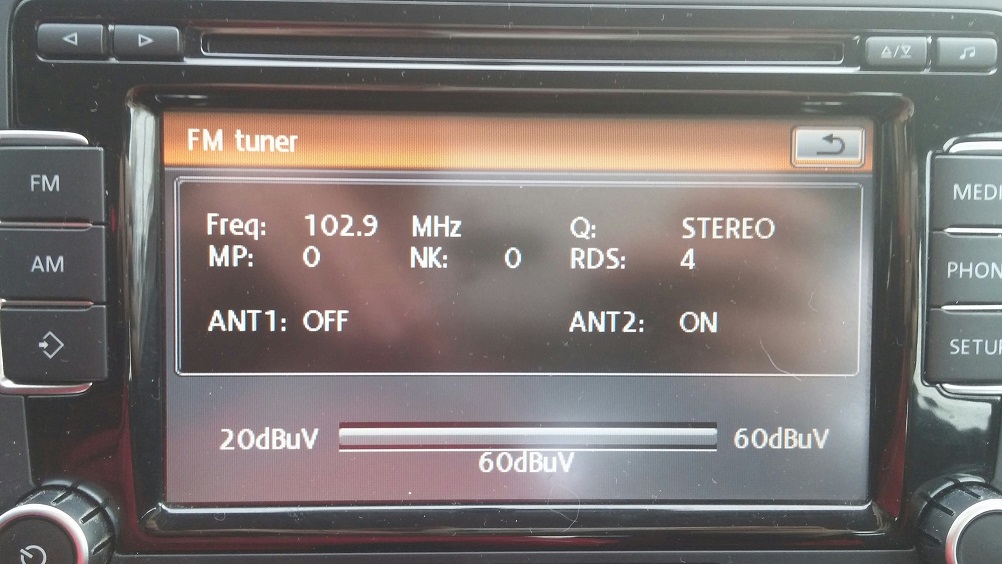 FM tuner
FM
MEDI
Freq: 102.9 MHz Q: STEREO
MP: 0 NK: 0 RDS: 4
AM
PHON
ANT1: OFF ANT2: ON
SETUP
20dBuV 60dBuV
60dBuV